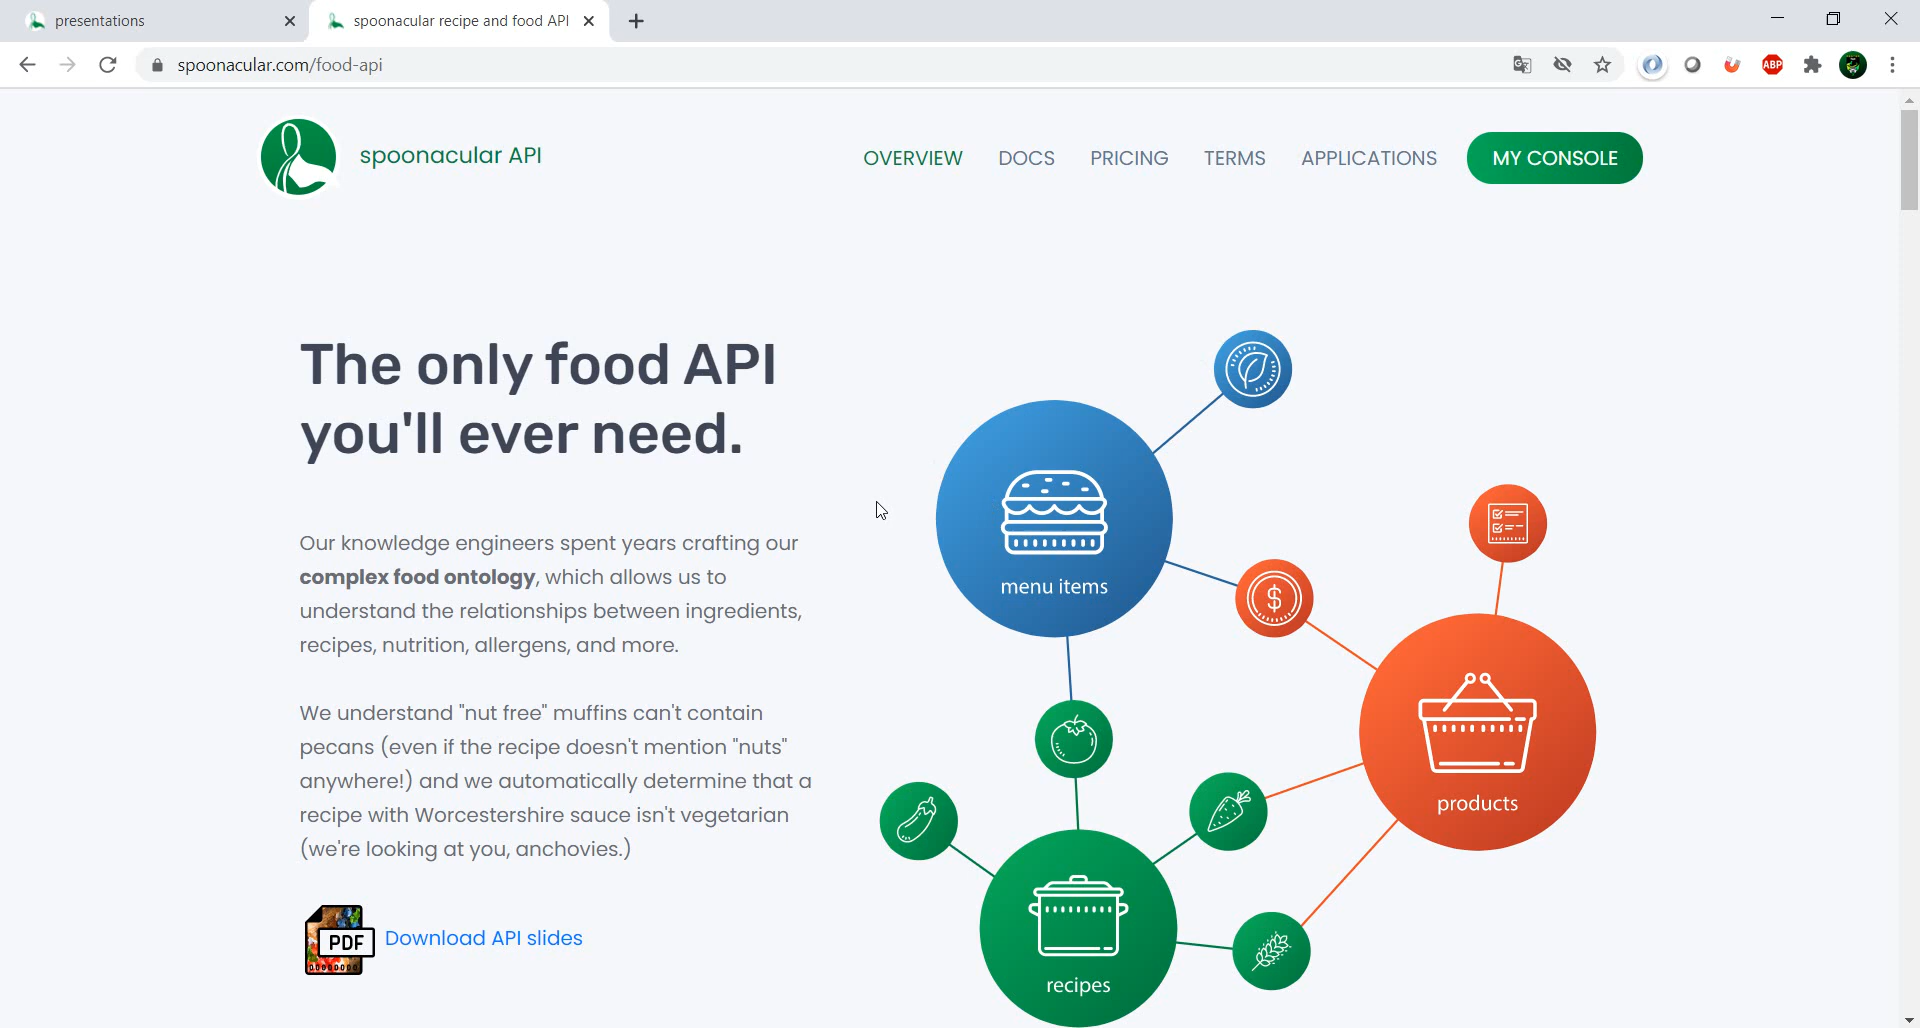 presentations
spoonacular recipe and food API
spoonacular.com/food-api
ABP
spoonacular API
OVERVIEW
DOCS
PRICING
TERMS
APPLICATIONS
MY CONSOLE
The only food API
you'll ever need.
Our knowledge engineers spent years crafting our
complex food ontology, which allows us to
understand the relationships between ingredients,
recipes, nutrition, allergens, and more.
We understand "nut free" muffins can't contain
pecans (even if the recipe doesn't mention "nuts"
anywhere!) and we automatically determine that a
recipe with Worcestershire sauce isn't vegetarian
(we're looking at you, anchovies.)
PDF
Download API slides
menu items
$
products
recipes